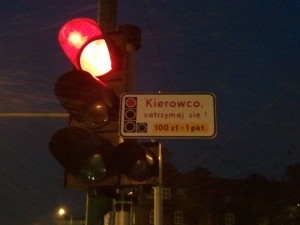 Kierowco,
zatrzymaj się !
100 zł - 1 pkt.